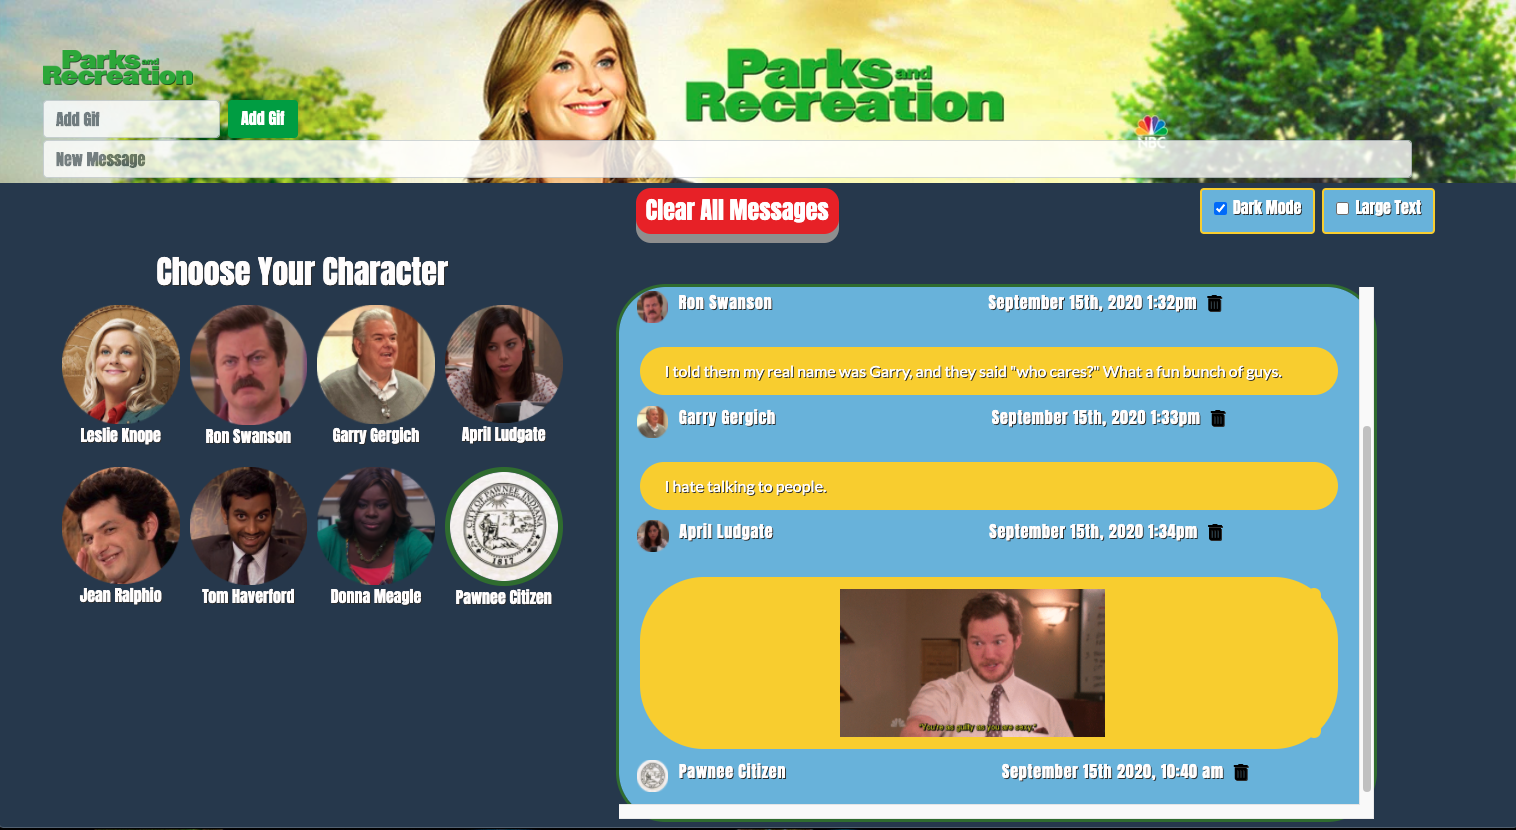 Parks and
Recreation
Parks and
Recreation
Add Gif
Add Gif
NBC
New Message
Clear All Messages
Dark Mode
Large Text
Choose Your Character
Leslie Knope
Ron Swanson
Garry Gergich
April Ludgate
Jean Ralphio
Tom Haverford
Donna Meagle
CITY OF PAWNEE, INDIANA
1817
Pawnee Citizen
Ron Swanson
September 15th, 2020 1:32pm
I told them my real name was Garry, and they said "who cares?" What a fun bunch of guys.
Garry Gergich
September 15th, 2020 1:33pm
I hate talking to people.
April Ludgate
September 15th, 2020 1:34pm
"You're as guilty as you are sexy."
Pawnee Citizen
September 15th 2020, 10:40 am